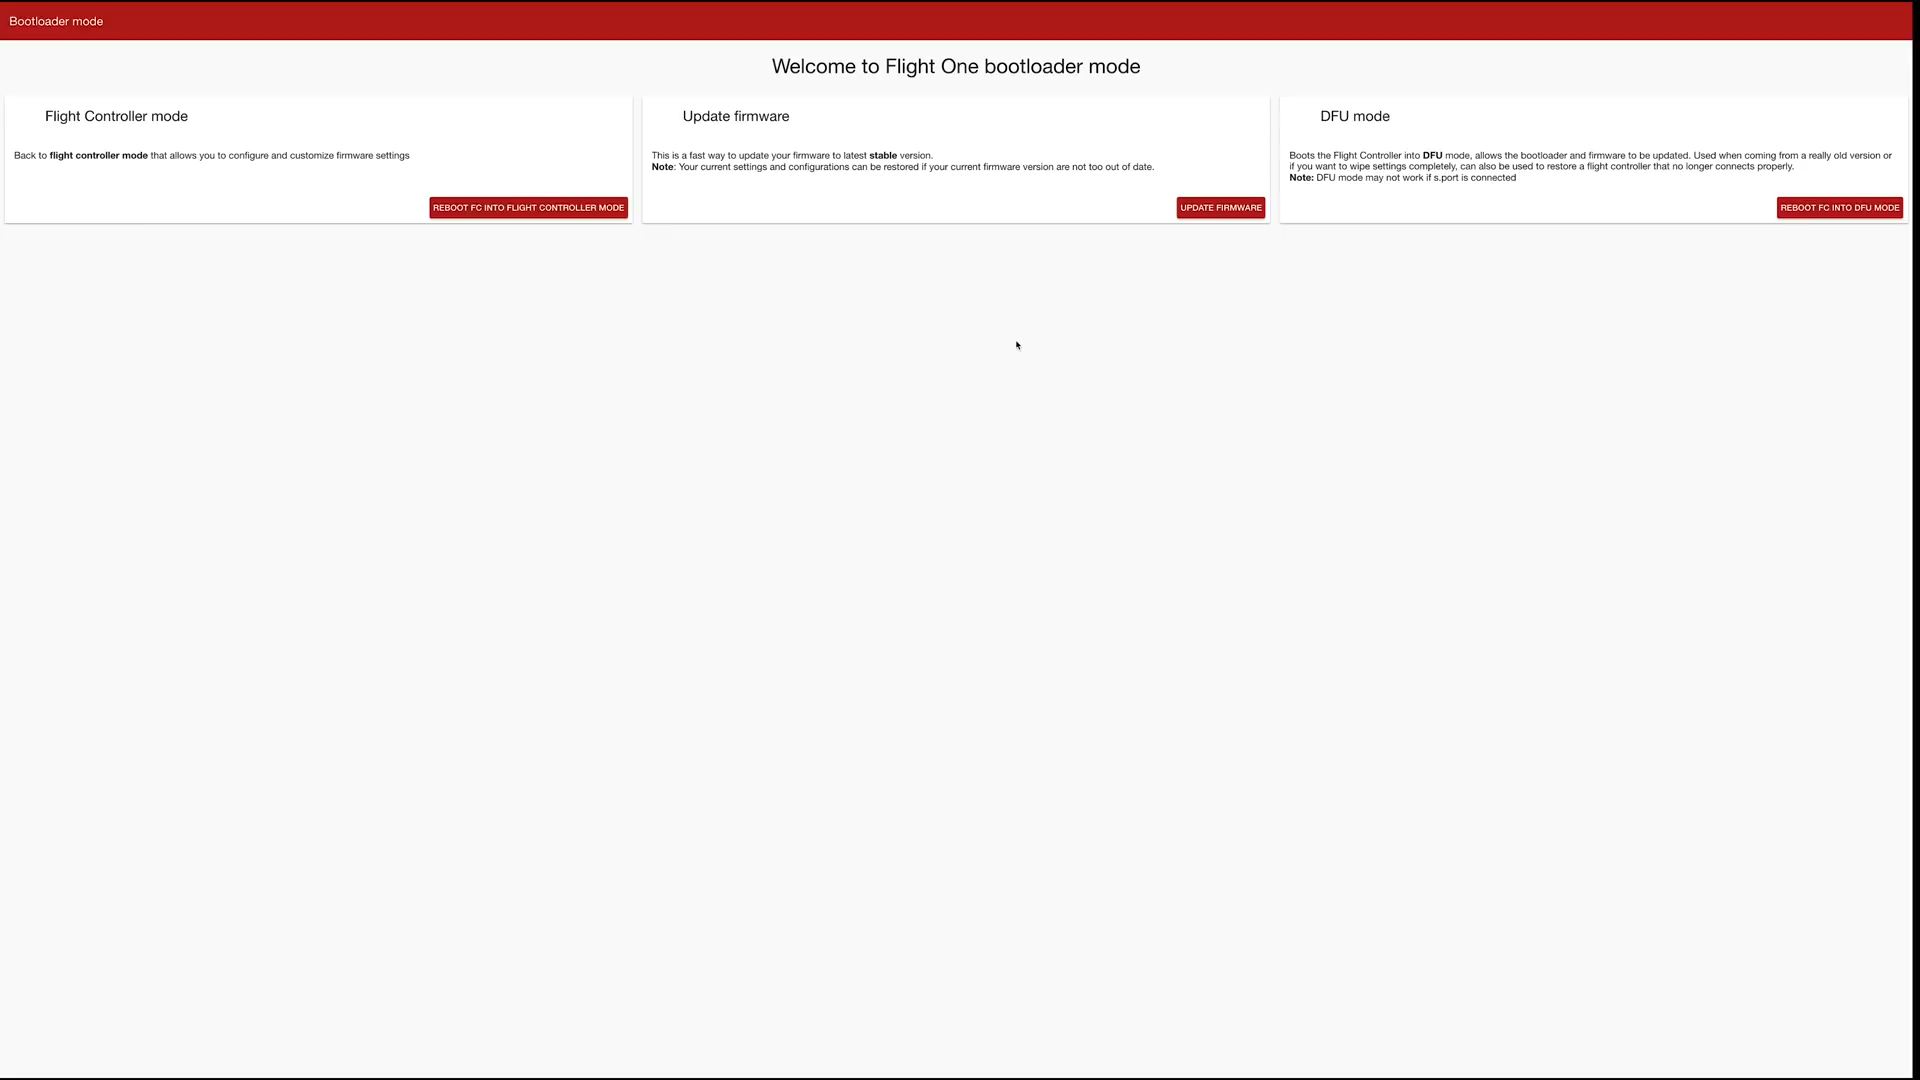 Bootloader mode
Welcome to Flight One bootloader mode
Flight Controller mode
Back to flight controller mode that allows you to configure and customize firmware settings
REBOOT FC INTO FLIGHT CONTROLLER MODE
Update firmware
This is a fast way to update your firmware to latest stable version.
Note: Your current settings and configurations can be restored if your current firmware version are not too out of date.
UPDATE FIRMWARE
DFU mode
Boots the Flight Controller into DFU mode, allows the bootloader and firmware to be updated. Used when coming from a really old version or
if you want to wipe settings completely, can also be used to restore a flight controller that no longer connects properly.
Note: DFU mode may not work if s.port is connected
REBOOT FC INTO DFU MODE